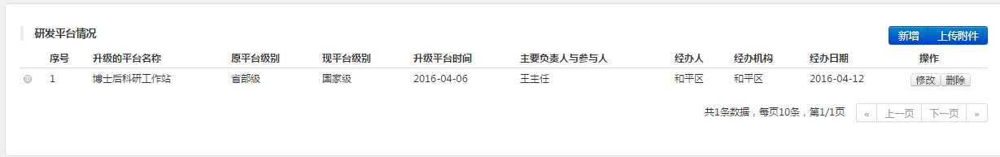 研发平台情况 新增 上传附件
序号 升级的平台名称 原平台级别 现平台级别 升级平台时间 主要负责人与参与人 经办人 经办机构 经办日期 操作
1 博士后科研工作站 省部级 国家级 2016-04-06 王主任 和平区 和平区 2016-04-12 修改 删除
共1条数据，每页10条，第1/1页 « 上一页 下一页 »